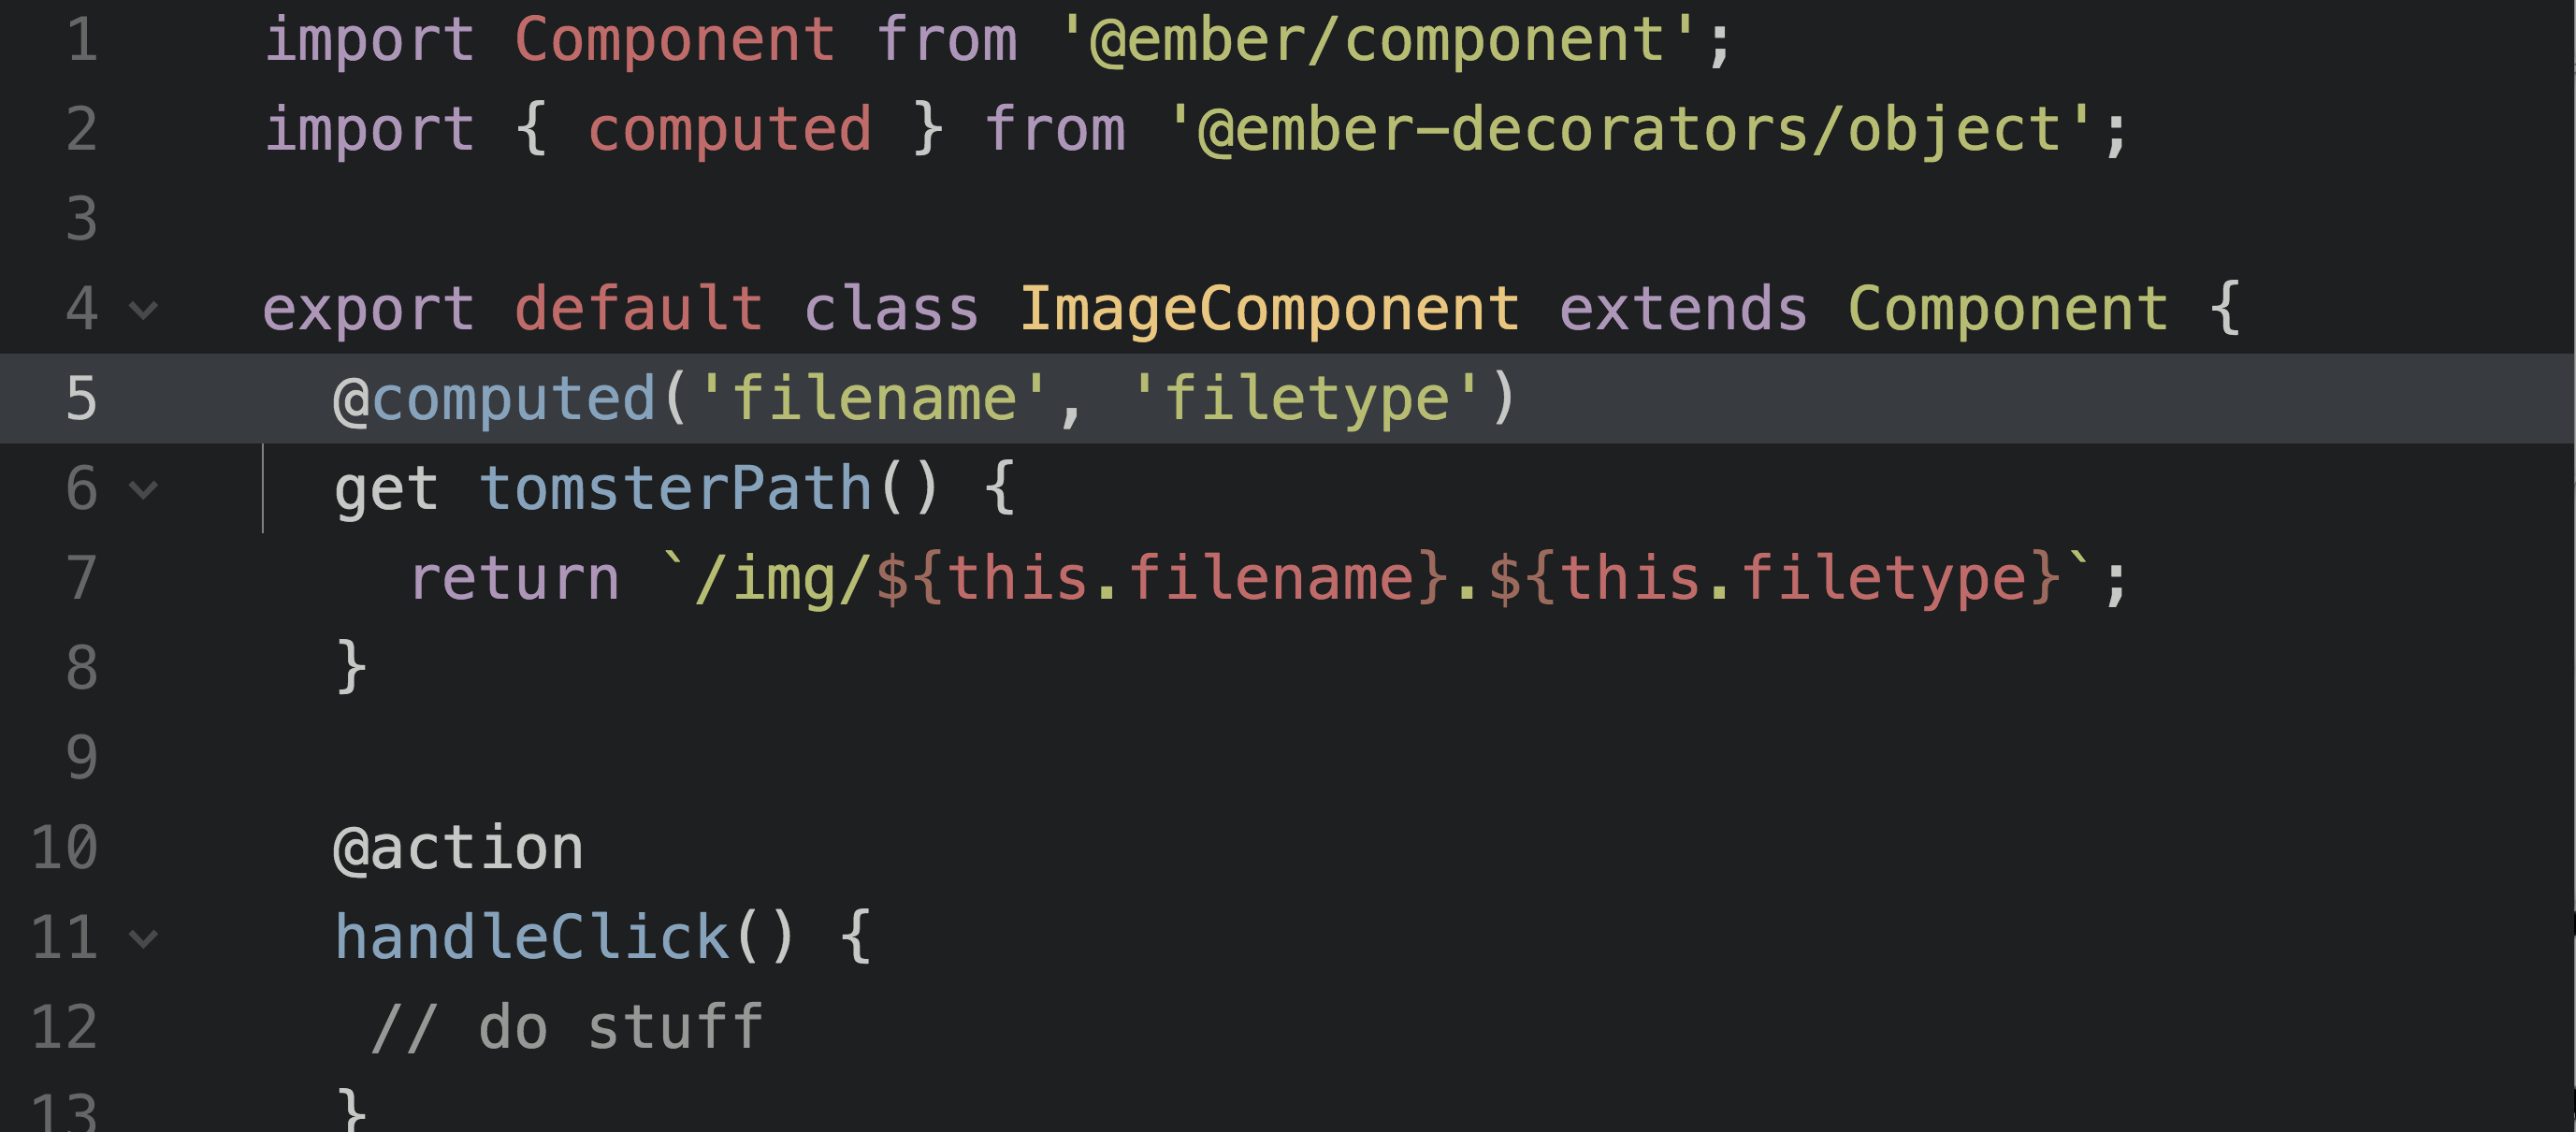 1 import Component from '@ember/component';
2 import { computed } from '@ember-decorators/object';
3
4 export default class ImageComponent extends Component {
5   @computed('filename', 'filetype')
6   get tomsterPath() {
7     return `/img/${this.filename}.${this.filetype}`;
8   }
9
10   @action
11   handleClick() {
12    // do stuff
13   }